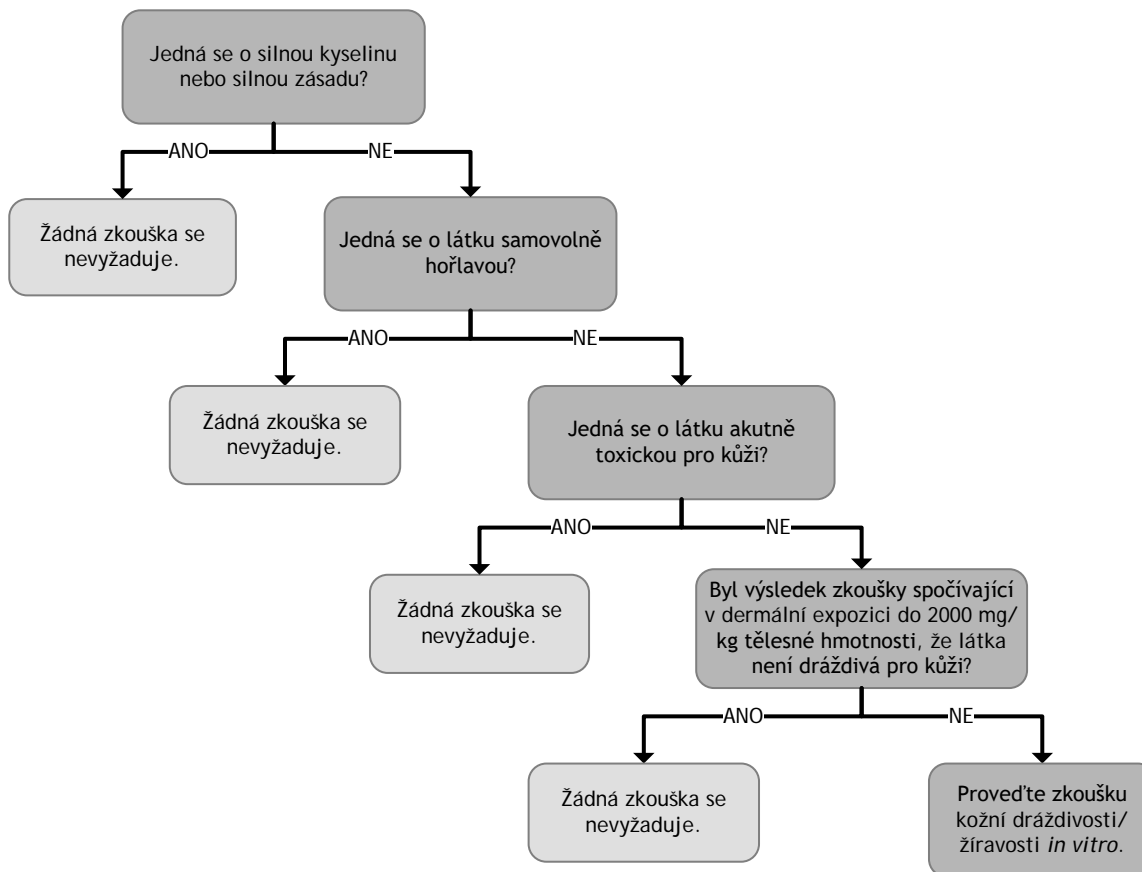 Jedná se o silnou kyselinu
nebo silnou zásadu?
ANO
NE
Žádná zkouška se
nevyžaduje.
Jedná se o látku samovolně
hořlavou?
ANO
NE
Žádná zkouška se
nevyžaduje.
Jedná se o látku akutně
toxickou pro kůži?
ANO
NE
Žádná zkouška se
nevyžaduje.
Byl výsledek zkoušky spočívající
v dermální expozici do 2000 mg/
kg tělesné hmotnosti, že látka
není dráždivá pro kůži?
ANO
NE
Žádná zkouška se
nevyžaduje.
Proveďte zkoušku
kožní dráždivosti/
žíravosti in vitro.